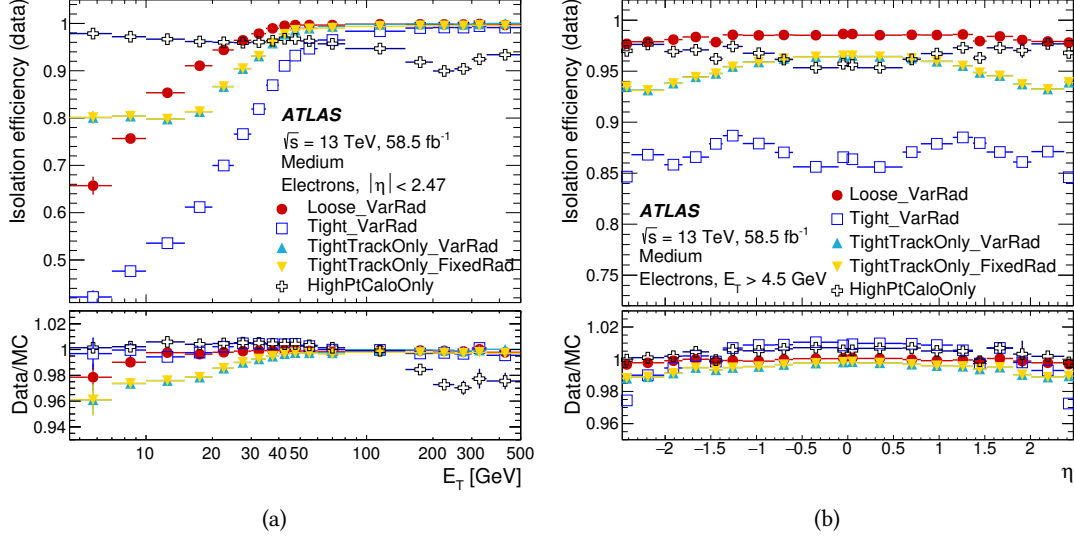 Isolation efficiency (data)
1
0.9
0.8
0.7
0.6
0.5
ATLAS
√s = 13 TeV, 58.5 fb⁻¹
Medium
Electrons, |η| < 2.47
Loose_VarRad
Tight_VarRad
TightTrackOnly_VarRad
TightTrackOnly_FixedRad
HighPtCaloOnly
Data/MC
1.02
1.00
0.98
0.96
0.94
10 20 30 40 50 100 200 300 500
E_T [GeV]
(a)
Isolation efficiency (data)
1
0.95
0.9
0.85
0.8
0.75
ATLAS
√s = 13 TeV, 58.5 fb⁻¹
Medium
Electrons, E_T > 4.5 GeV
Loose_VarRad
Tight_VarRad
TightTrackOnly_VarRad
TightTrackOnly_FixedRad
HighPtCaloOnly
Data/MC
1.02
1.00
0.98
0.96
−2 −1.5 −1 −0.5 0 0.5 1 1.5 2
η
(b)